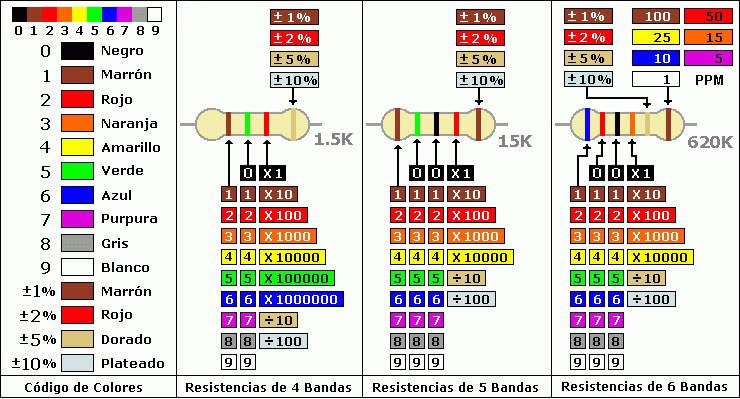 0 1 2 3 4 5 6 7 8 9
0 Negro
1 Marrón
2 Rojo
3 Naranja
4 Amarillo
5 Verde
6 Azul
7 Purpura
8 Gris
9 Blanco
±1% Marrón
±2% Rojo
±5% Dorado
±10% Plateado
Código de Colores
±1%
±2%
±5%
±10%
1.5K
0 X1
1 1 X10
2 2 X100
3 3 X1000
4 4 X10000
5 5 X100000
6 6 X1000000
7 7 ÷10
8 8 ÷100
9 9
Resistencias de 4 Bandas
±1%
±2%
±5%
±10%
15K
0 0 X1
1 1 1 X10
2 2 2 X100
3 3 3 X1000
4 4 4 X10000
5 5 5 ÷10
6 6 6 ÷100
7 7 7
8 8 8
9 9 9
Resistencias de 5 Bandas
±1% 100 50
±2% 25 15
±5% 10 5
±10% 1 PPM
620K
0 0 X1
1 1 1 X10
2 2 2 X100
3 3 3 X1000
4 4 4 X10000
5 5 5 ÷10
6 6 6 ÷100
7 7 7
8 8 8
9 9 9
Resistencias de 6 Bandas